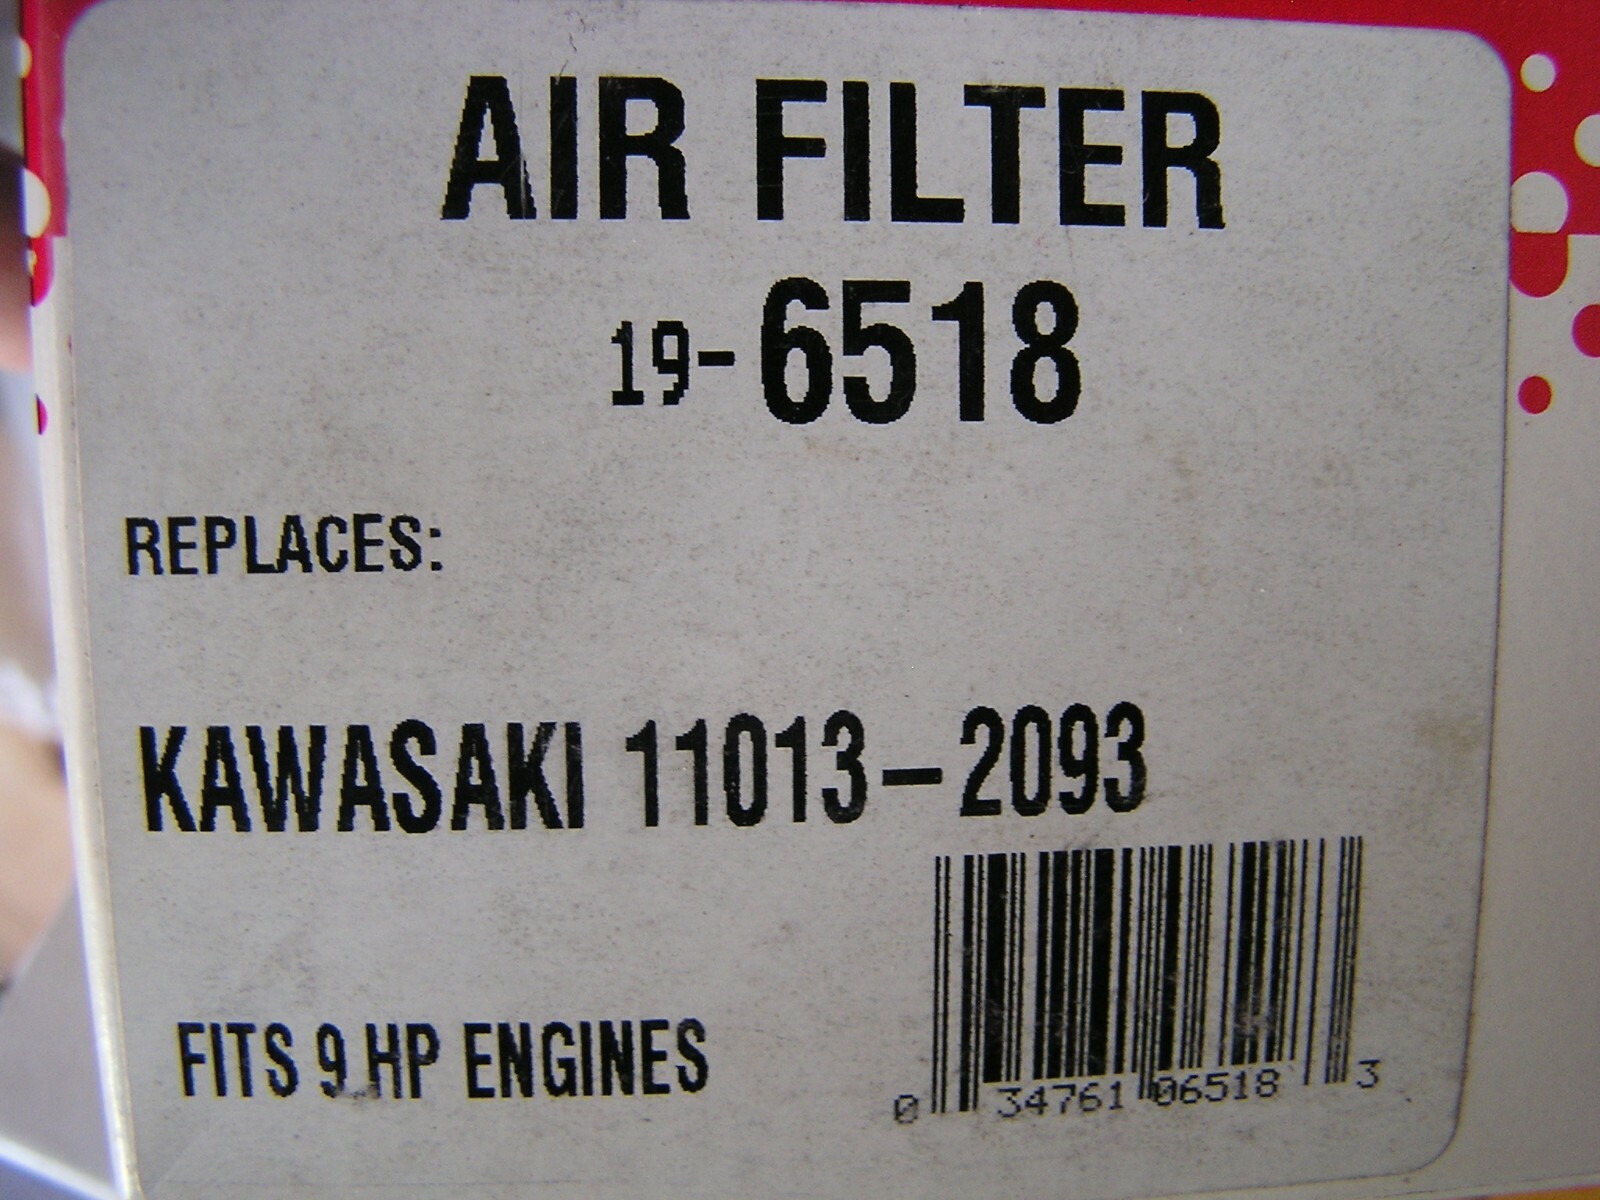 AIR FILTER
19-6518
REPLACES:
KAWASAKI 11013-2093
FITS 9 HP ENGINES
0 34761 06518 3